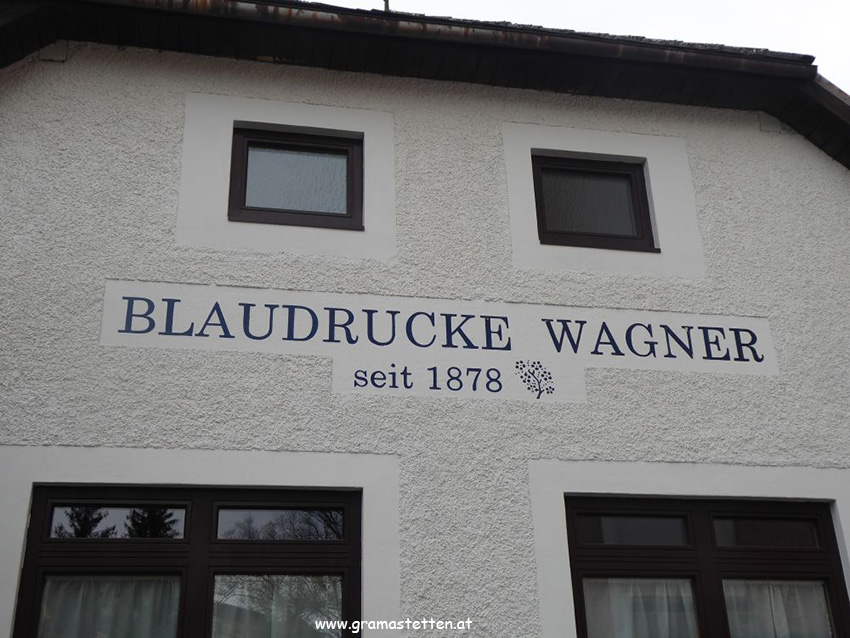 BLAUDRUCKE WAGNER
seit 1878
www.gramastetten.at